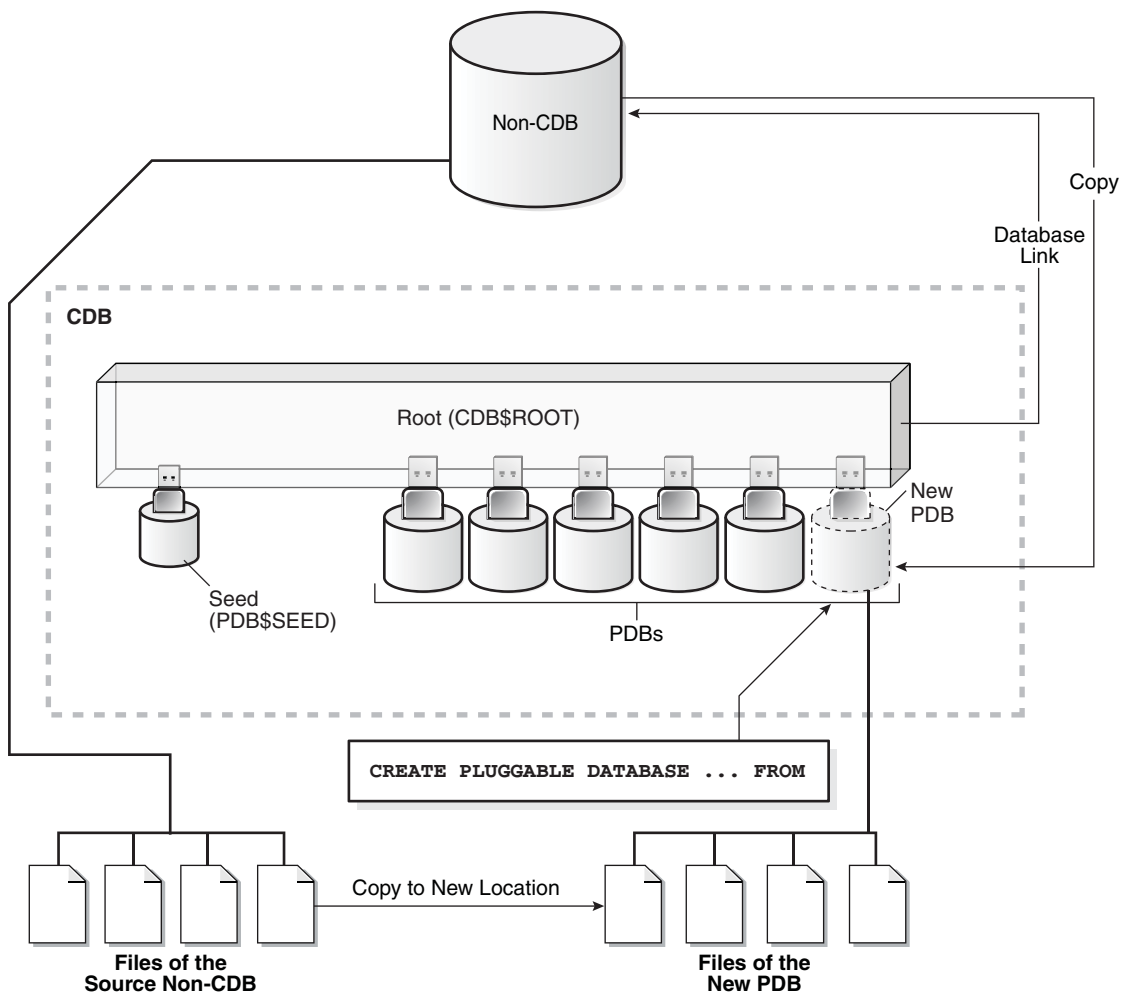 Non-CDB
Copy
Database
Link
CDB
Root (CDB$ROOT)
New
PDB
Seed
(PDB$SEED)
PDBs
CREATE PLUGGABLE DATABASE ... FROM
Copy to New Location
Files of the
Source Non-CDB
Files of the
New PDB